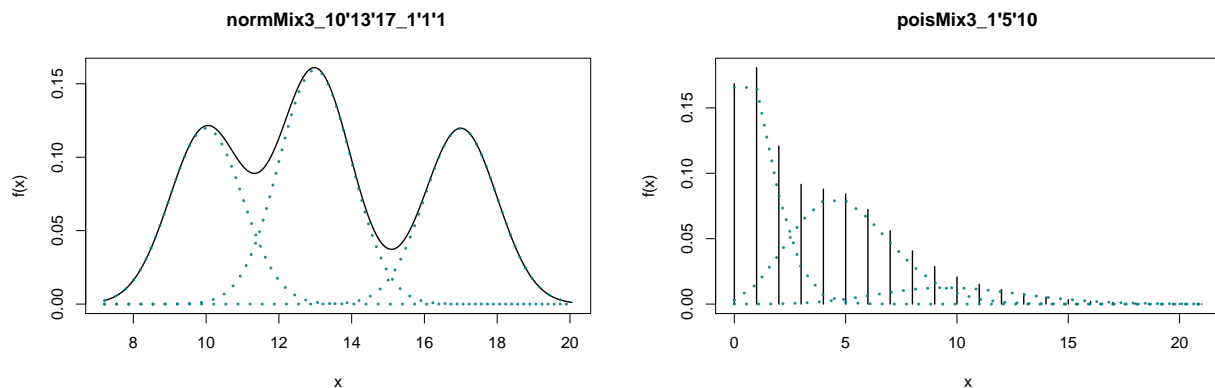 normMix3_10'13'17_1'1'1
f(x)
0.00 0.05 0.10 0.15
8 10 12 14 16 18 20
x
poisMix3_1'5'10
f(x)
0.00 0.05 0.10 0.15
0 5 10 15 20
x